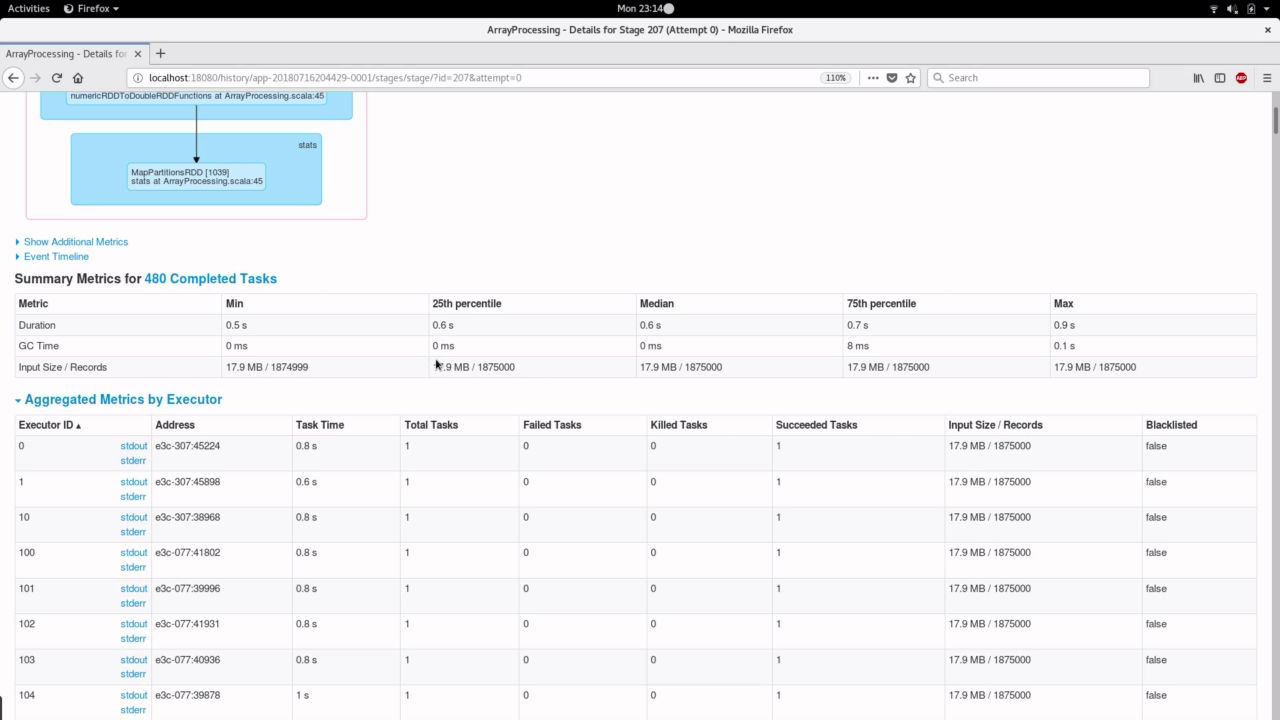 Activities Firefox Mon 23:14
ArrayProcessing - Details for Stage 207 (Attempt 0) - Mozilla Firefox
ArrayProcessing - Details for
localhost:18080/history/app-20180716204429-0001/stages/stage/?id=207&attempt=0 110% Search ABP
numericRDDToDoubleRDDFunctions at ArrayProcessing.scala:45
stats
MapPartitionsRDD [1039]
stats at ArrayProcessing.scala:45
Show Additional Metrics
Event Timeline
Summary Metrics for 480 Completed Tasks
Metric Min 25th percentile Median 75th percentile Max
Duration 0.5 s 0.6 s 0.6 s 0.7 s 0.9 s
GC Time 0 ms 0 ms 0 ms 8 ms 0.1 s
Input Size / Records 17.9 MB / 1874999 .9 MB / 1875000 17.9 MB / 1875000 17.9 MB / 1875000 17.9 MB / 1875000
Aggregated Metrics by Executor
Executor ID Address Task Time Total Tasks Failed Tasks Killed Tasks Succeeded Tasks Input Size / Records Blacklisted
0 stdout e3c-307:45224 0.8 s 1 0 0 1 17.9 MB / 1875000 false
stderr
1 stdout e3c-307:45898 0.6 s 1 0 0 1 17.9 MB / 1875000 false
stderr
10 stdout e3c-307:38968 0.8 s 1 0 0 1 17.9 MB / 1875000 false
stderr
100 stdout e3c-077:41802 0.8 s 1 0 0 1 17.9 MB / 1875000 false
stderr
101 stdout e3c-077:39996 0.8 s 1 0 0 1 17.9 MB / 1875000 false
stderr
102 stdout e3c-077:41931 0.8 s 1 0 0 1 17.9 MB / 1875000 false
stderr
103 stdout e3c-077:40936 0.8 s 1 0 0 1 17.9 MB / 1875000 false
stderr
104 stdout e3c-077:39878 1 s 1 0 0 1 17.9 MB / 1875000 false
stderr